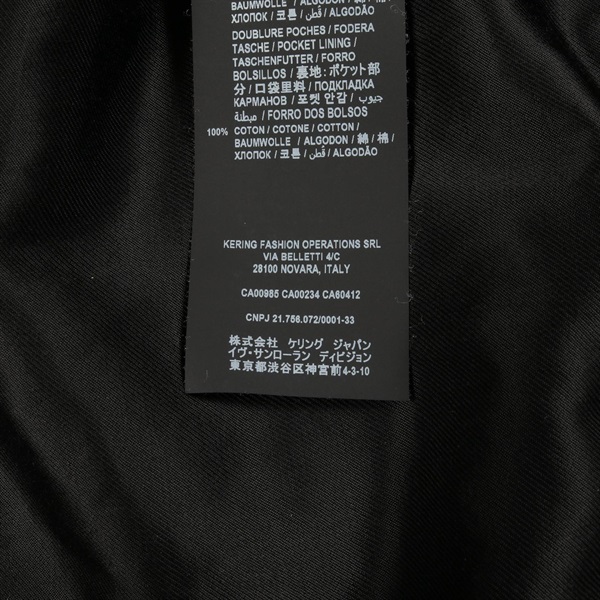 BAUMWOLLE / ALGODON / 綿 / 棉 /
ХЛОПОК / 코튼 / قطن / ALGODÃO
DOUBLURE POCHES / FODERA
TASCHE / POCKET LINING /
TASCHENFUTTER / FORRO
BOLSILLOS / 裏地:ポケット部
分 / 口袋里料 / ПОДКЛАДКА
КАРМАНОВ / 포켓 안감 / جيوب
مبطنة / FORRO DOS BOLSOS
100% COTON / COTONE / COTTON /
BAUMWOLLE / ALGODON / 綿 / 棉 /
ХЛОПОК / 코튼 / قطن / ALGODÃO
KERING FASHION OPERATIONS SRL
VIA BELLETTI 4/C
28100 NOVARA, ITALY
CA00985 CA00234 CA60412
CNPJ 21.756.072/0001-33
株式会社 ケリング ジャパン
イヴ・サンローラン ディビジョン
東京都渋谷区神宮前4-3-10